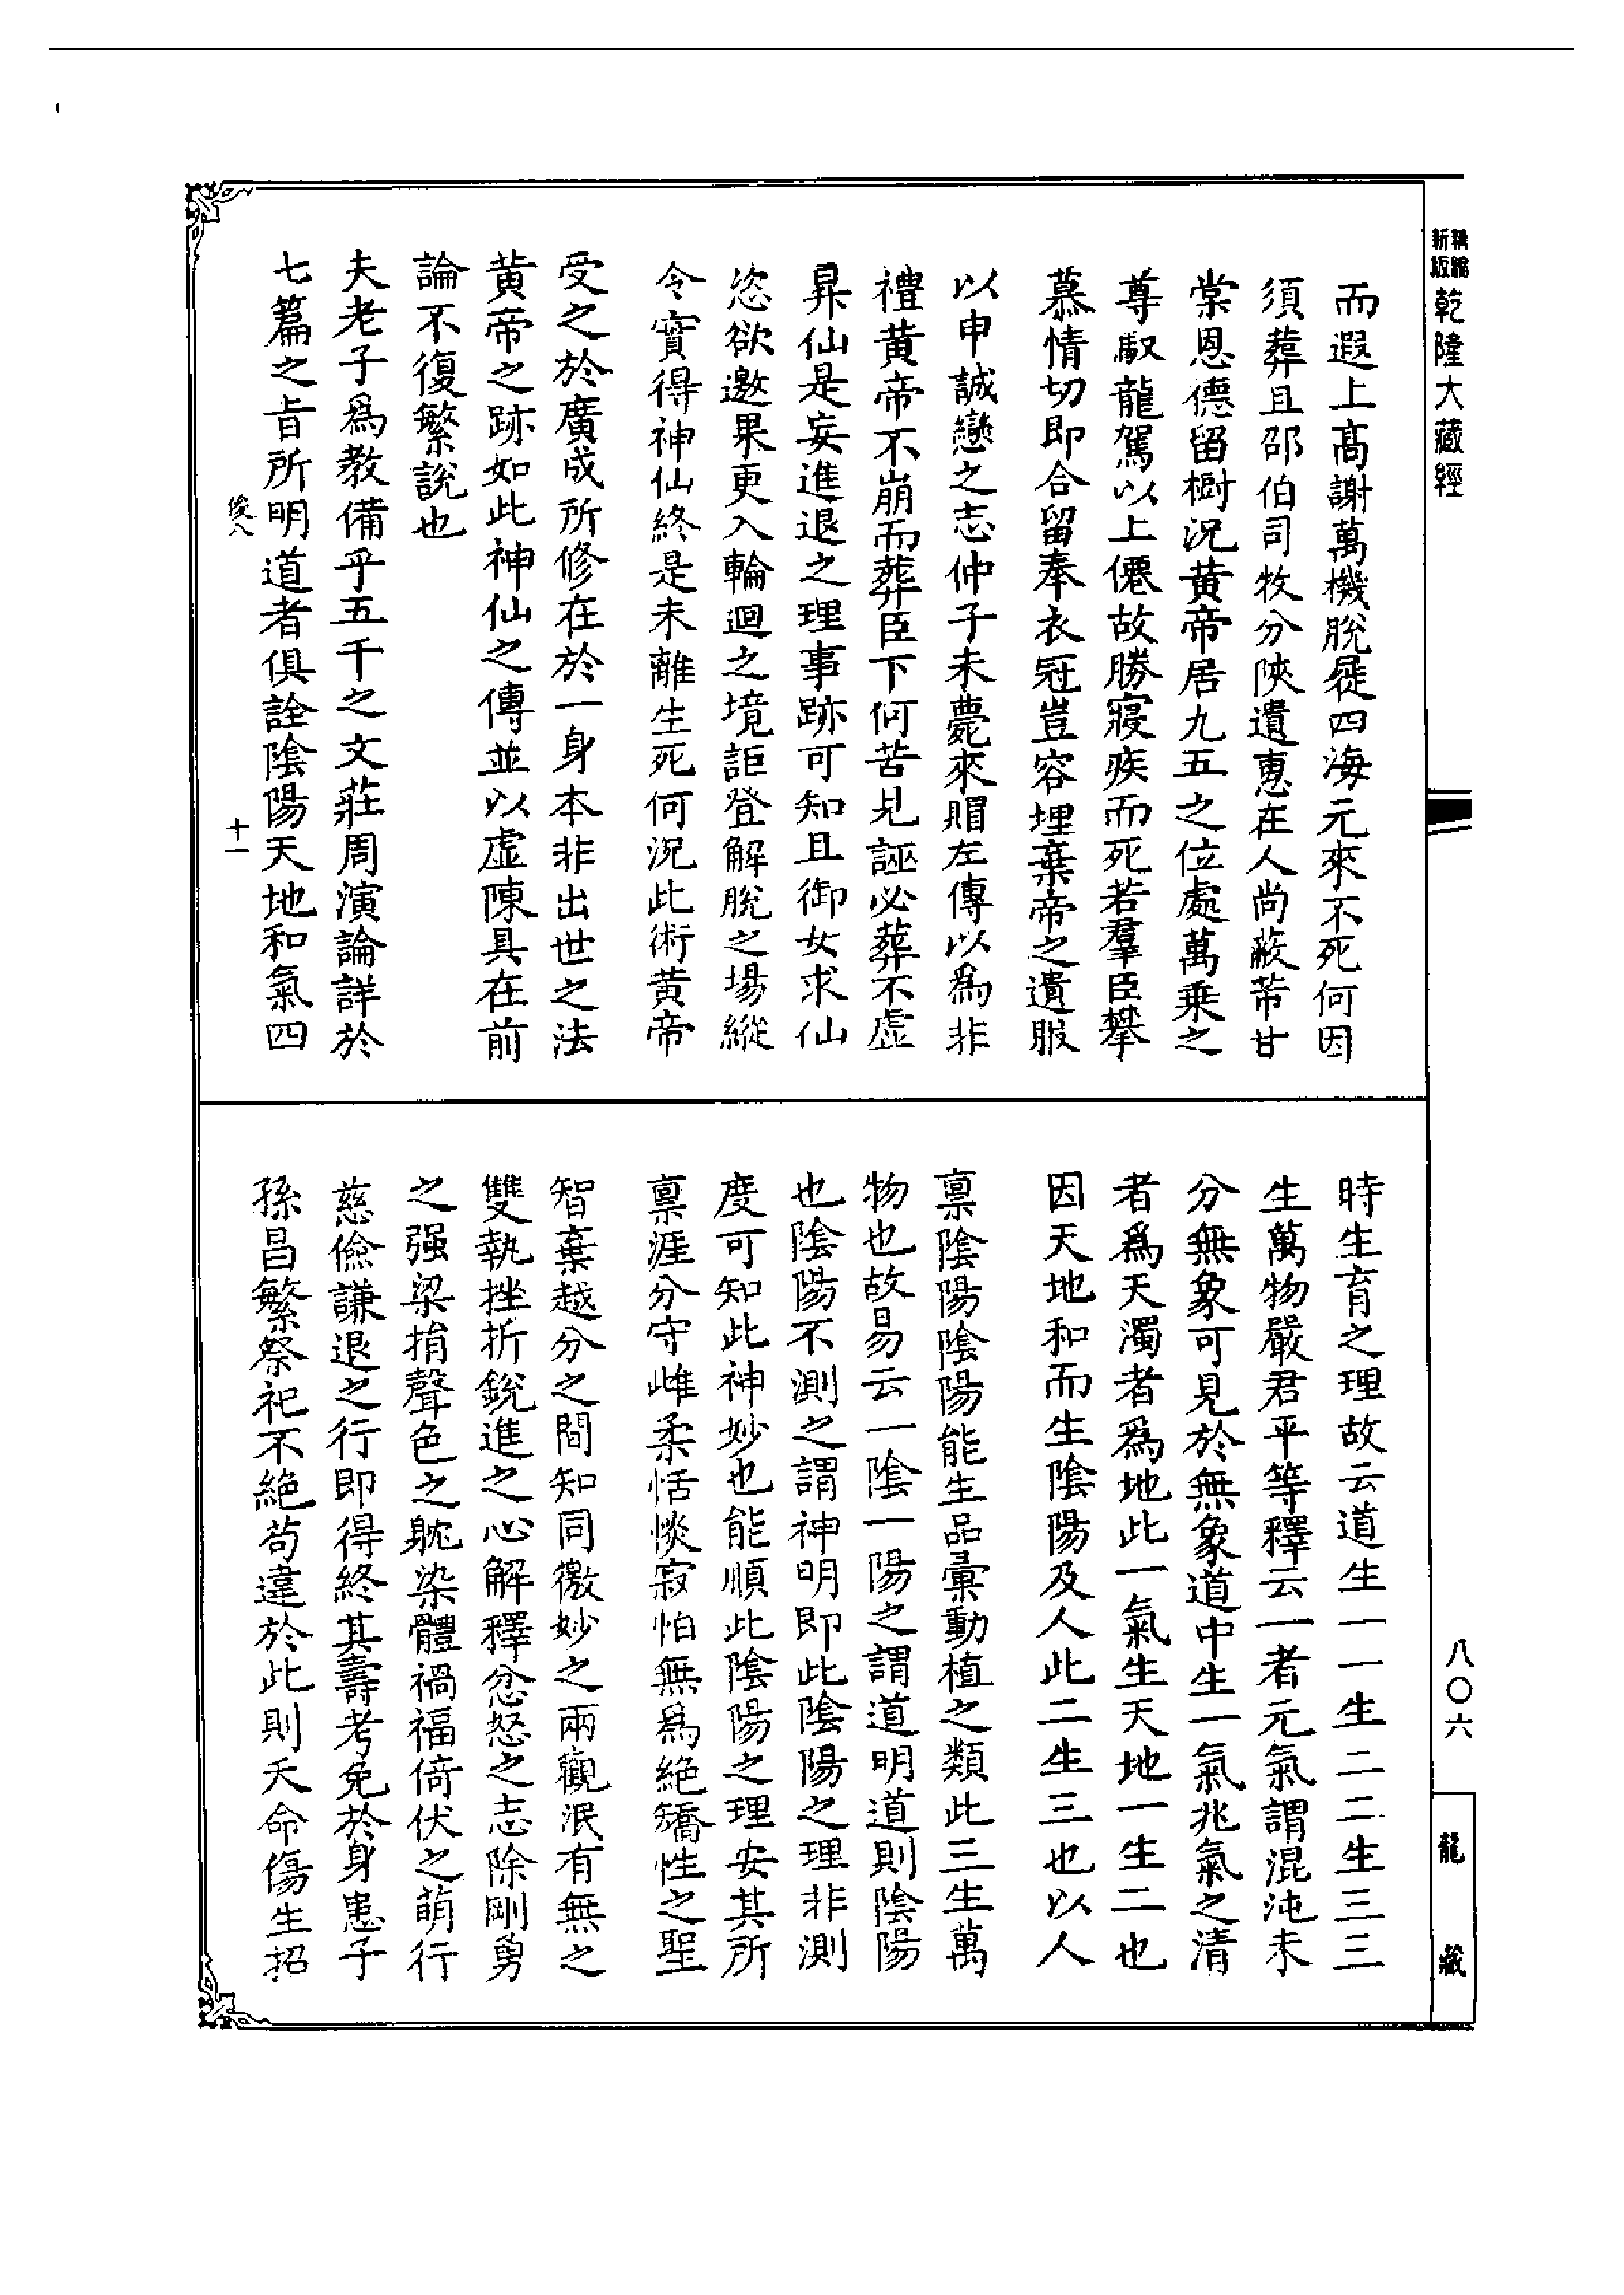 精編
新版
乾隆大藏經
而遐上高謝萬機脫屣四海元來不死何因
須葬且邵伯司牧分陝遺惠在人尚蔽芾甘
棠恩德留樹況黃帝居九五之位處萬乗之
尊馭龍駕以上僊故勝寢疾而死若羣臣攀
慕情切即合留奉衣冠豈容埋棄帝之遺服
以申誠戀之志仲子未薨來賵左傳以爲非
禮黃帝不崩而葬臣下何苦見誣必葬不虛
昇仙是妄進退之理事跡可知且御女求仙
恣欲邀果更入輪迴之境詎登解脫之場縱
令實得神仙終是未離生死何況此術黃帝
受之於廣成所修在於一身本非出世之法
黃帝之跡如此神仙之傳並以虛陳具在前
論不復繁說也
夫老子爲教備乎五千之文莊周演論詳於
七篇之旨所明道者俱詮陰陽天地和氣四
俊八
十一
時生育之理故云道生一一生二二生三三
生萬物嚴君平等釋云一者元氣謂混沌未
分無象可見於無象道中生一氣兆氣之清
者爲天濁者爲地此一氣生天地一生二也
因天地和而生陰陽及人此二生三也以人
禀陰陽陰陽能生品彙動植之類此三生萬
物也故易云一陰一陽之謂道明道則陰陽
也陰陽不測之謂神明即此陰陽之理非測
度可知此神妙也能順此陰陽之理安其所
禀涯分守雌柔恬惔寂怕無爲絶矯性之聖
智棄越分之間知同徼妙之兩觀泯有無之
雙執挫折銳進之心解釋忿怒之志除剛勇
之强梁捐聲色之躭染體禍福倚伏之萌行
慈儉謙退之行即得終其壽考免於身患子
孫昌繁祭祀不絶苟違於此則夭命傷生招
八〇六
龍藏